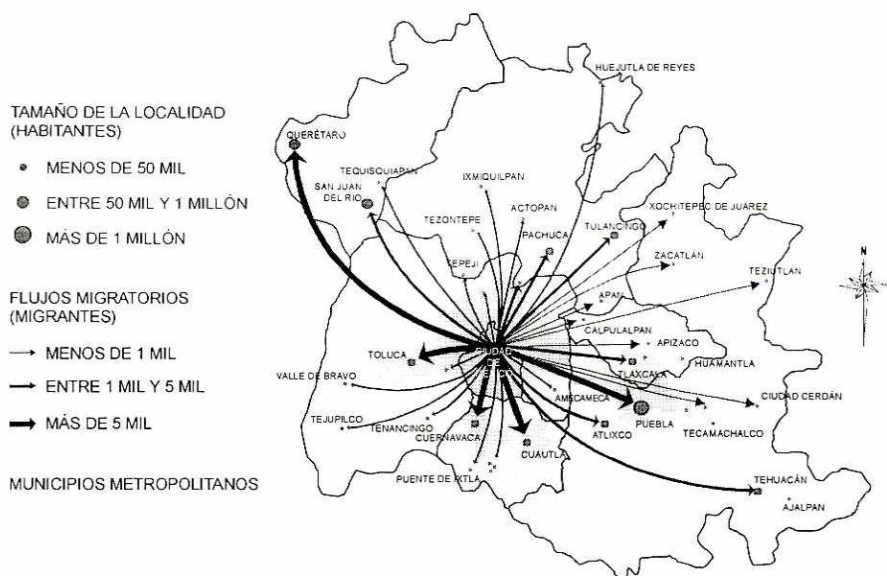 TAMAÑO DE LA LOCALIDAD
(HABITANTES)
MENOS DE 50 MIL
ENTRE 50 MIL Y 1 MILLÓN
MÁS DE 1 MILLÓN
FLUJOS MIGRATORIOS
(MIGRANTES)
MENOS DE 1 MIL
ENTRE 1 MIL Y 5 MIL
MÁS DE 5 MIL
MUNICIPIOS METROPOLITANOS
HUEJUTLA DE REYES
QUERÉTARO
TEQUISQUIAPAN
IXMIQUILPAN
SAN JUAN
DEL RIO
ACTOPAN
XOCHITEPEC DE JUÁREZ
TEZONTEPE
TULANCINGO
PACHUCA
N
ZACATLÁN
TEPEJI
TEZIUTLAN
APAN
CALPULALPAN
APIZACO
TOLUCA
CIUDAD
DE
MÉXICO
HUAMANTLA
TLAXCALA
VALLE DE BRAVO
AMECAMECA
CIUDAD CERDÁN
TEJUPILCO
TENANCINGO
PUEBLA
TECAMACHALCO
CUERNAVACA
ATLIXCO
CUAUTLA
PUENTE DE IXTLA
TEHUACÁN
AJALPAN